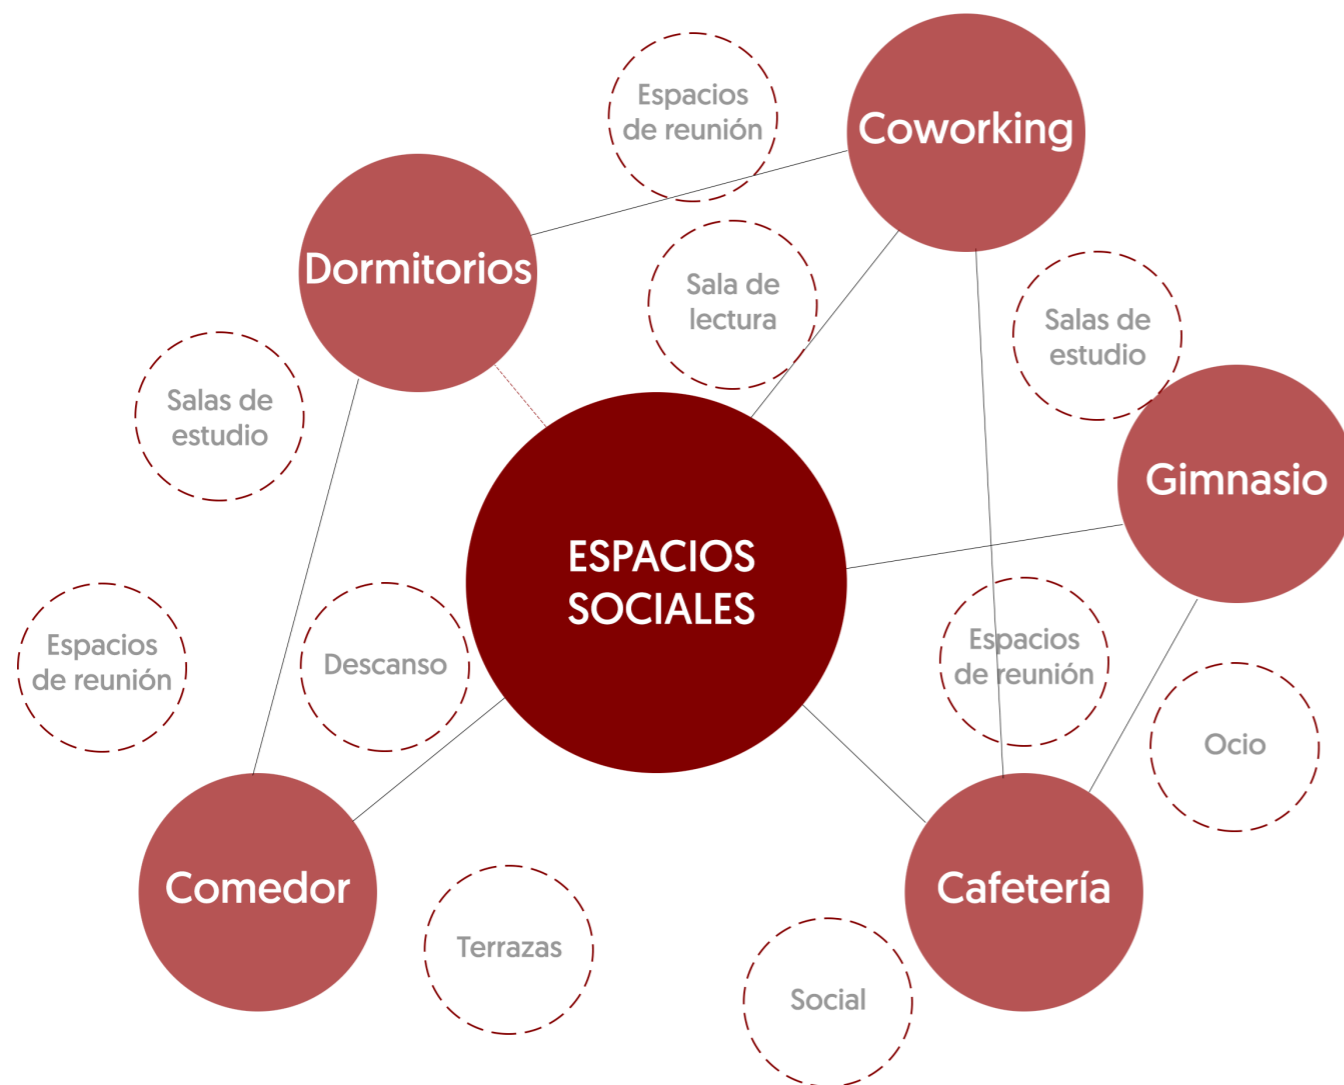 Espacios
de reunión
Coworking
Dormitorios
Sala de
lectura
Salas de
estudio
Salas de
estudio
Gimnasio
ESPACIOS
SOCIALES
Espacios
de reunión
Descanso
Espacios
de reunión
Ocio
Comedor
Cafetería
Terrazas
Social